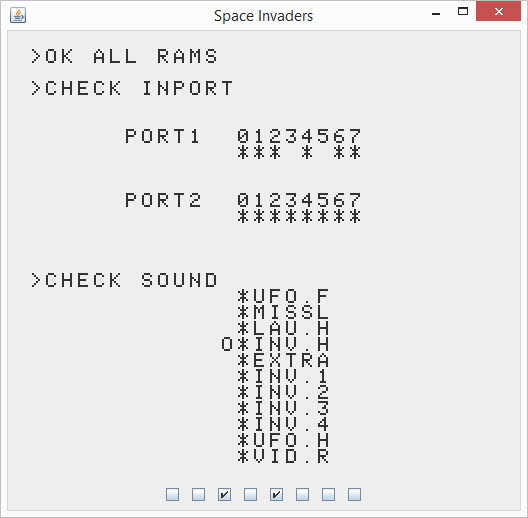 Space Invaders
>OK ALL RAMS
>CHECK INPORT
PORT1 01234567
*** * **
PORT2 01234567
********
>CHECK SOUND
*UFO.F
*MISSL
*LAU.H
O*INV.H
*EXTRA
*INV.1
*INV.2
*INV.3
*INV.4
*UFO.H
*VID.R